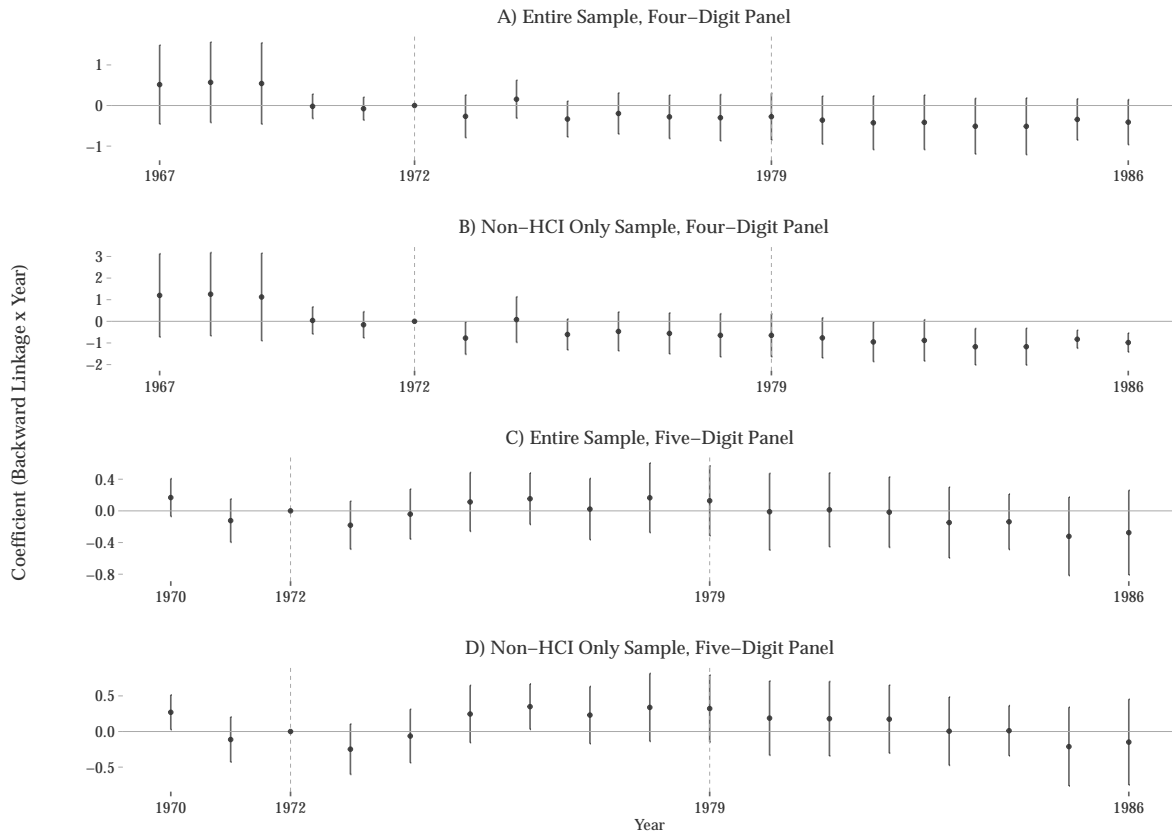 A) Entire Sample, Four−Digit Panel
1
0
−1
1967 1972 1979 1986
B) Non−HCI Only Sample, Four−Digit Panel
3
2
1
0
−1
−2
1967 1972 1979 1986
Coefficient (Backward Linkage x Year)
C) Entire Sample, Five−Digit Panel
0.4
0.0
−0.4
−0.8
1970 1972 1979 1986
D) Non−HCI Only Sample, Five−Digit Panel
0.5
0.0
−0.5
1970 1972 1979 1986
Year